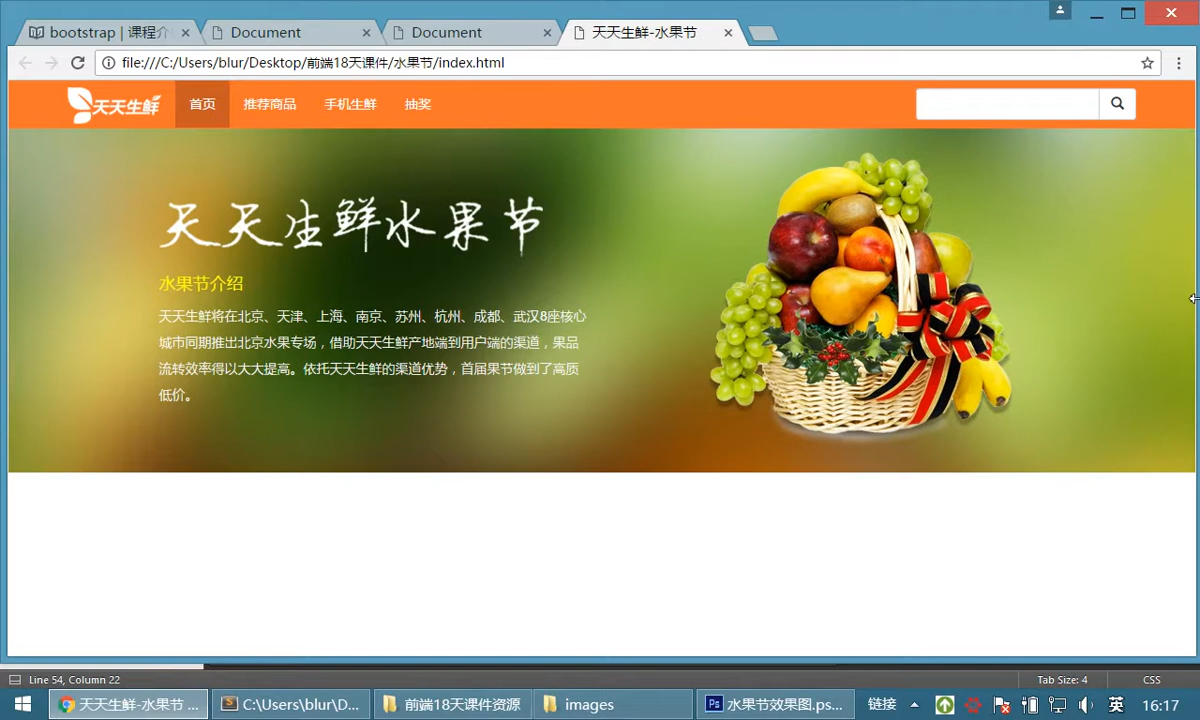 bootstrap | 课程介
Document
Document
天天生鲜-水果节
file:///C:/Users/blur/Desktop/前端18天课件/水果节/index.html
天天生鲜
首页
推荐商品
手机生鲜
抽奖
天天生鲜水果节
水果节介绍
天天生鲜将在北京、天津、上海、南京、苏州、杭州、成都、武汉8座核心
城市同期推出北京水果专场，借助天天生鲜产地端到用户端的渠道，果品
流转效率得以大大提高。依托天天生鲜的渠道优势，首届果节做到了高质
低价。
Line 54, Column 22
Tab Size: 4
CSS
天天生鲜-水果节 ...
C:\Users\blur\D...
前端18天课件资源
images
Ps
水果节效果图.ps...
链接
英
16:17